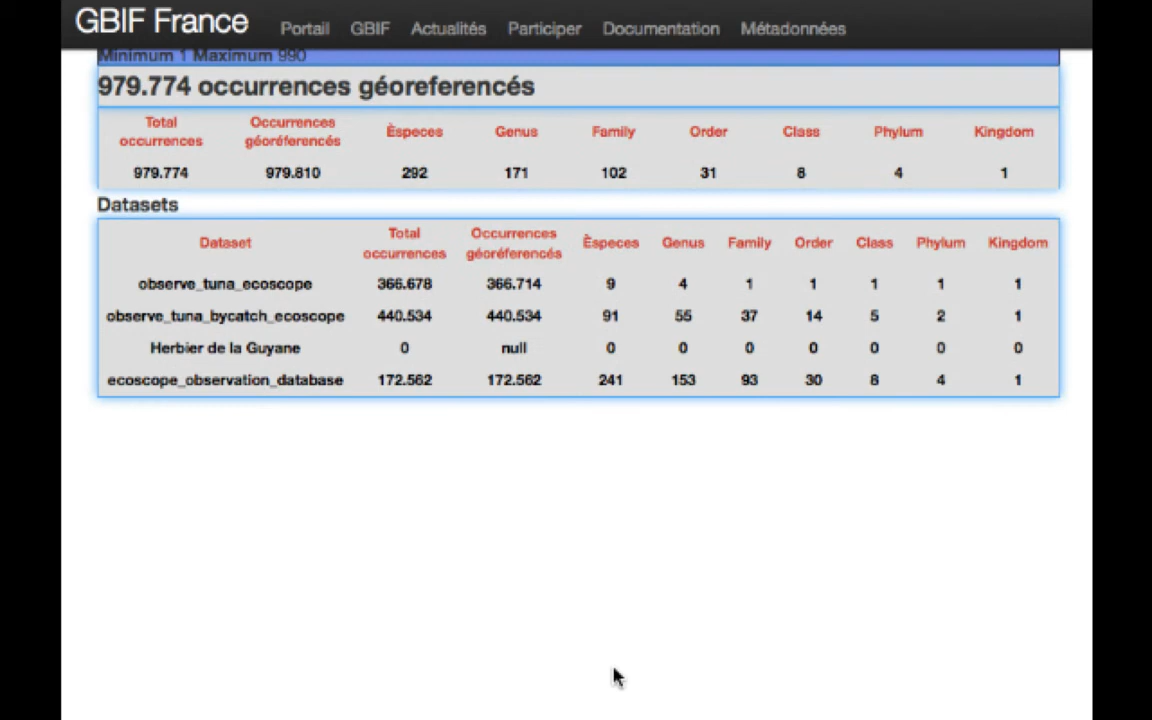 GBIF France Portail GBIF Actualités Participer Documentation Métadonnées
Minimum 1 Maximum 990
979.774 occurrences géoreferencés
Total occurrences Occurrences géoréferencés Èspeces Genus Family Order Class Phylum Kingdom
979.774 979.810 292 171 102 31 8 4 1
Datasets
Dataset Total occurrences Occurrences géoréferencés Èspeces Genus Family Order Class Phylum Kingdom
observe_tuna_ecoscope 366.678 366.714 9 4 1 1 1 1 1
observe_tuna_bycatch_ecoscope 440.534 440.534 91 55 37 14 5 2 1
Herbier de la Guyane 0 null 0 0 0 0 0 0 0
ecoscope_observation_database 172.562 172.562 241 153 93 30 8 4 1